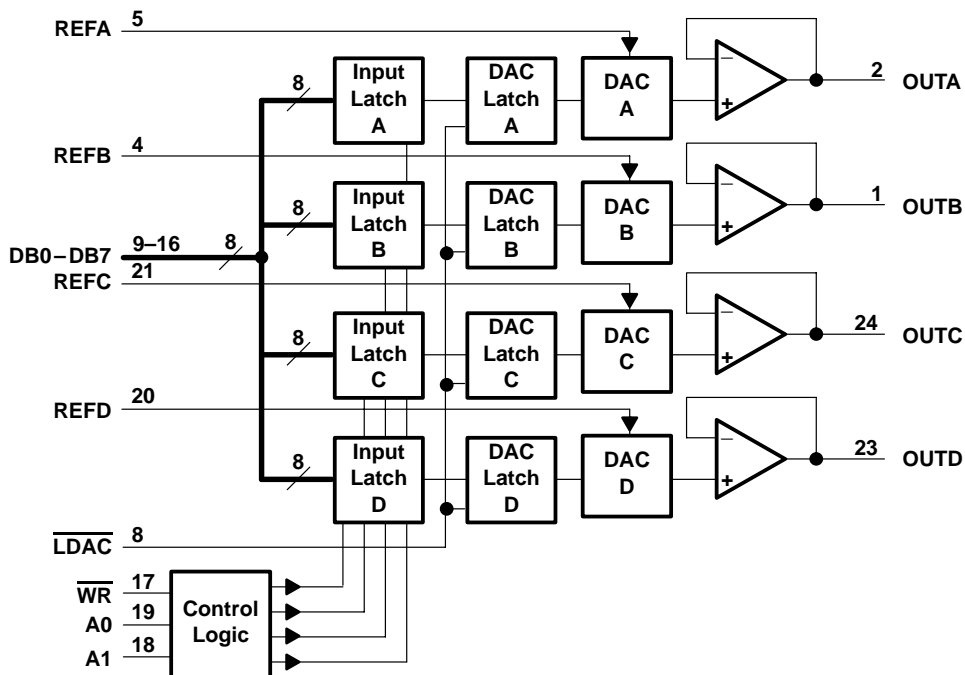 REFA 5
8 Input Latch A
DAC Latch A
DAC A
− +
2 OUTA
REFB 4
8 Input Latch B
DAC Latch B
DAC B
− +
1 OUTB
DB0–DB7 9–16 8
REFC 21
8 Input Latch C
DAC Latch C
DAC C
− +
24 OUTC
REFD 20
8 Input Latch D
DAC Latch D
DAC D
− +
23 OUTD
LDAC 8
WR 17
A0 19
A1 18
Control Logic